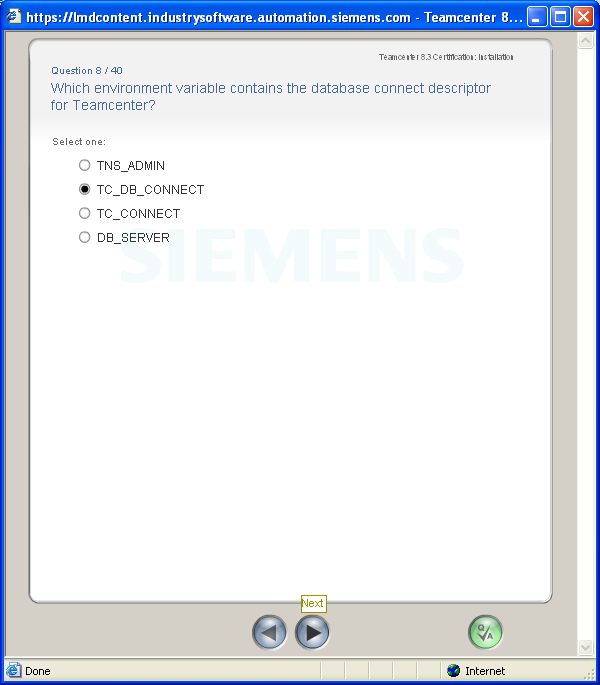 https://lmdcontent.industrysoftware.automation.siemens.com - Teamcenter 8....
Teamcenter 8.3 Certification: Installation
Question 8 / 40
Which environment variable contains the database connect descriptor
for Teamcenter?
Select one:
TNS_ADMIN
TC_DB_CONNECT
TC_CONNECT
DB_SERVER
SIEMENS
Next
Q/A
Done
Internet